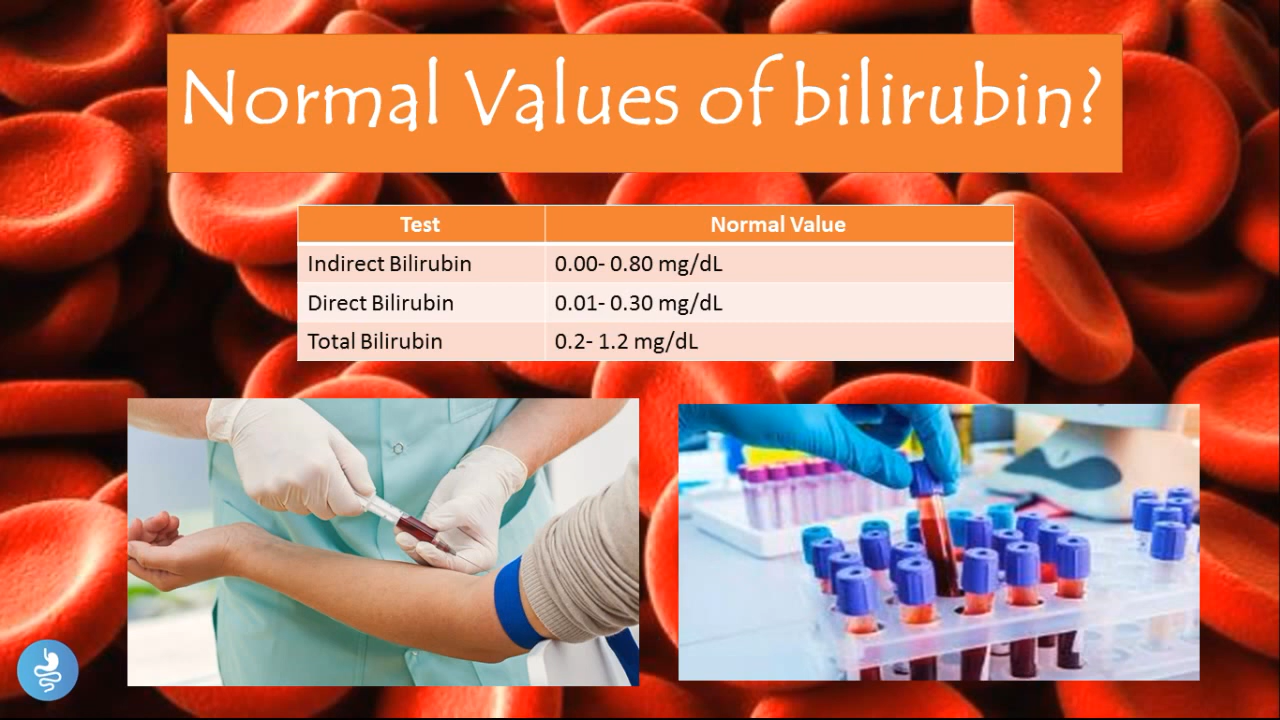 Normal Values of bilirubin?
Test Normal Value
Indirect Bilirubin 0.00- 0.80 mg/dL
Direct Bilirubin 0.01- 0.30 mg/dL
Total Bilirubin 0.2- 1.2 mg/dL